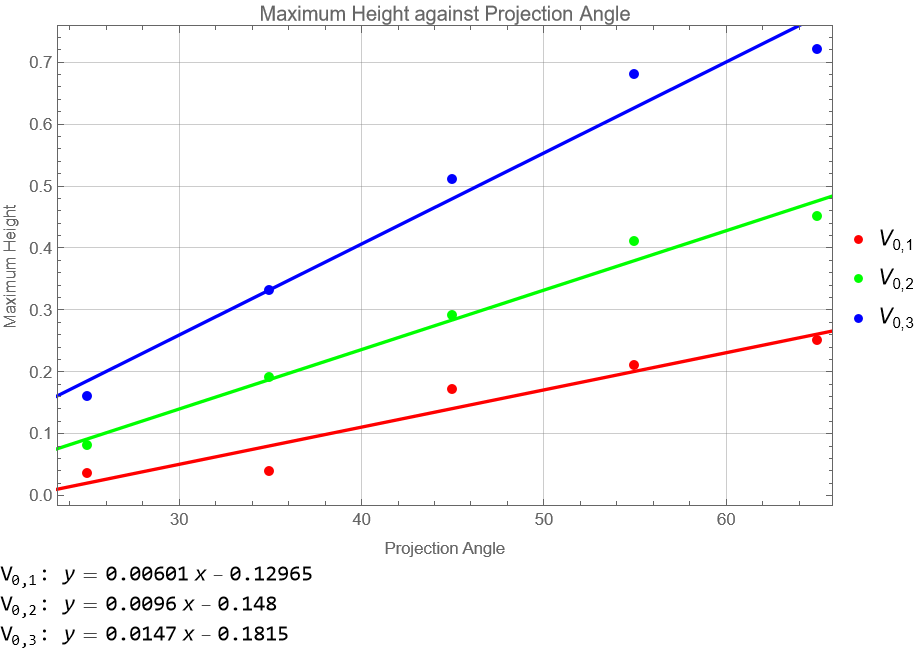 Maximum Height against Projection Angle
Maximum Height
0.7
0.6
0.5
0.4
0.3
0.2
0.1
0.0
30 40 50 60
Projection Angle
V0,1
V0,2
V0,3
V0,1: y = 0.00601 x – 0.12965
V0,2: y = 0.0096 x – 0.148
V0,3: y = 0.0147 x – 0.1815